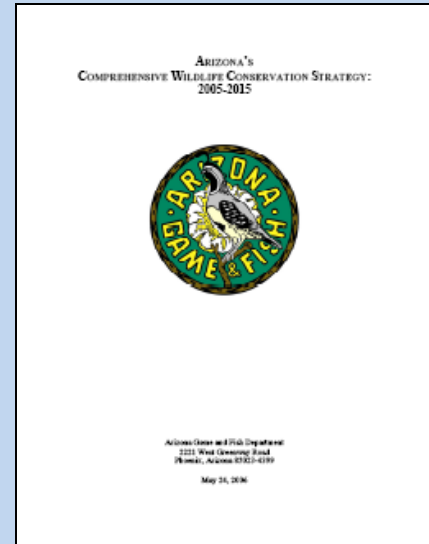 ARIZONA'S
COMPREHENSIVE WILDLIFE CONSERVATION STRATEGY:
2005-2015
ARIZONA
GAME & FISH
Arizona Game and Fish Department
2221 West Greenway Road
Phoenix, Arizona 85023-4399
May 24, 2006